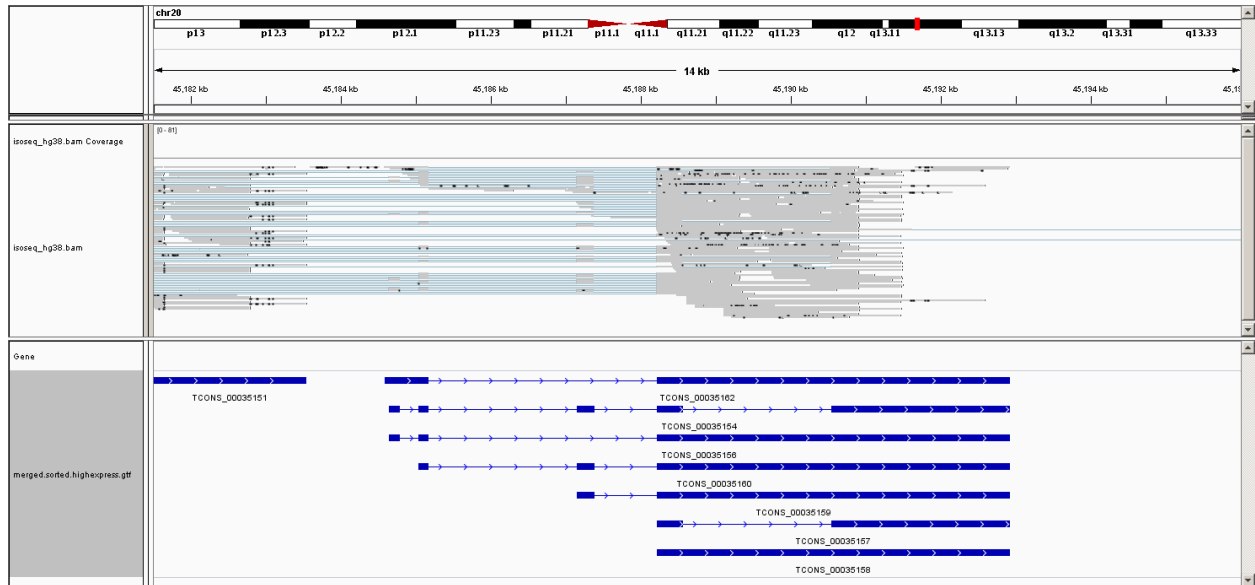 chr20
p13 p12.3 p12.2 p12.1 p11.23 p11.21 p11.1 q11.1 q11.21 q11.22 q11.23 q12 q13.11 q13.13 q13.2 q13.31 q13.33
14 kb
45,182 kb 45,184 kb 45,186 kb 45,188 kb 45,190 kb 45,192 kb 45,194 kb
isoseq_hg38.bam Coverage
[0 - 81]
isoseq_hg38.bam
Gene
TCONS_00035151
TCONS_00035162
TCONS_00035154
TCONS_00035156
merged.sorted.highexpress.gtf
TCONS_00035160
TCONS_00035159
TCONS_00035157
TCONS_00035158